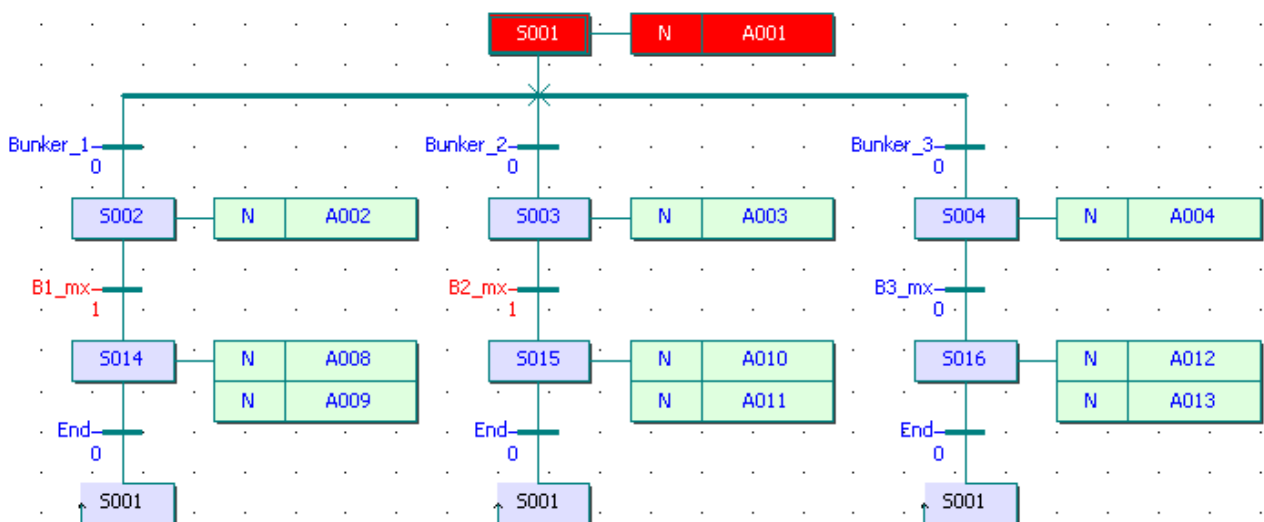 S001 N A001
Bunker_1 Bunker_2 Bunker_3
0 0 0
S002 N A002 S003 N A003 S004 N A004
B1_mx B2_mx B3_mx
1 1 0
S014 N A008 S015 N A010 S016 N A012
N A009 N A011 N A013
End End End
0 0 0
S001 S001 S001